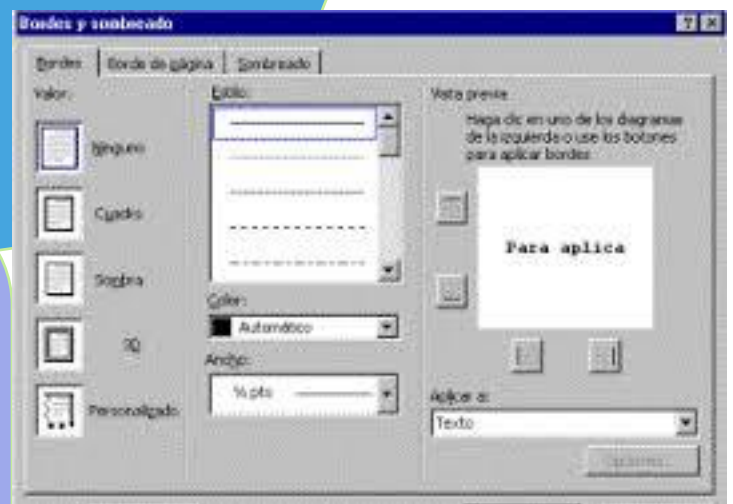 Bordes y sombreado
Bordes
Borde de página
Sombreado
Valor:
Ninguno
Cuadro
Sombra
3D
Personalizado
Estilo:
Color:
Automático
Ancho:
½ pto
Vista previa
Haga clic en uno de los diagramas
de la izquierda o use los botones
para aplicar bordes
Para aplica
Aplicar a:
Texto
Opciones...